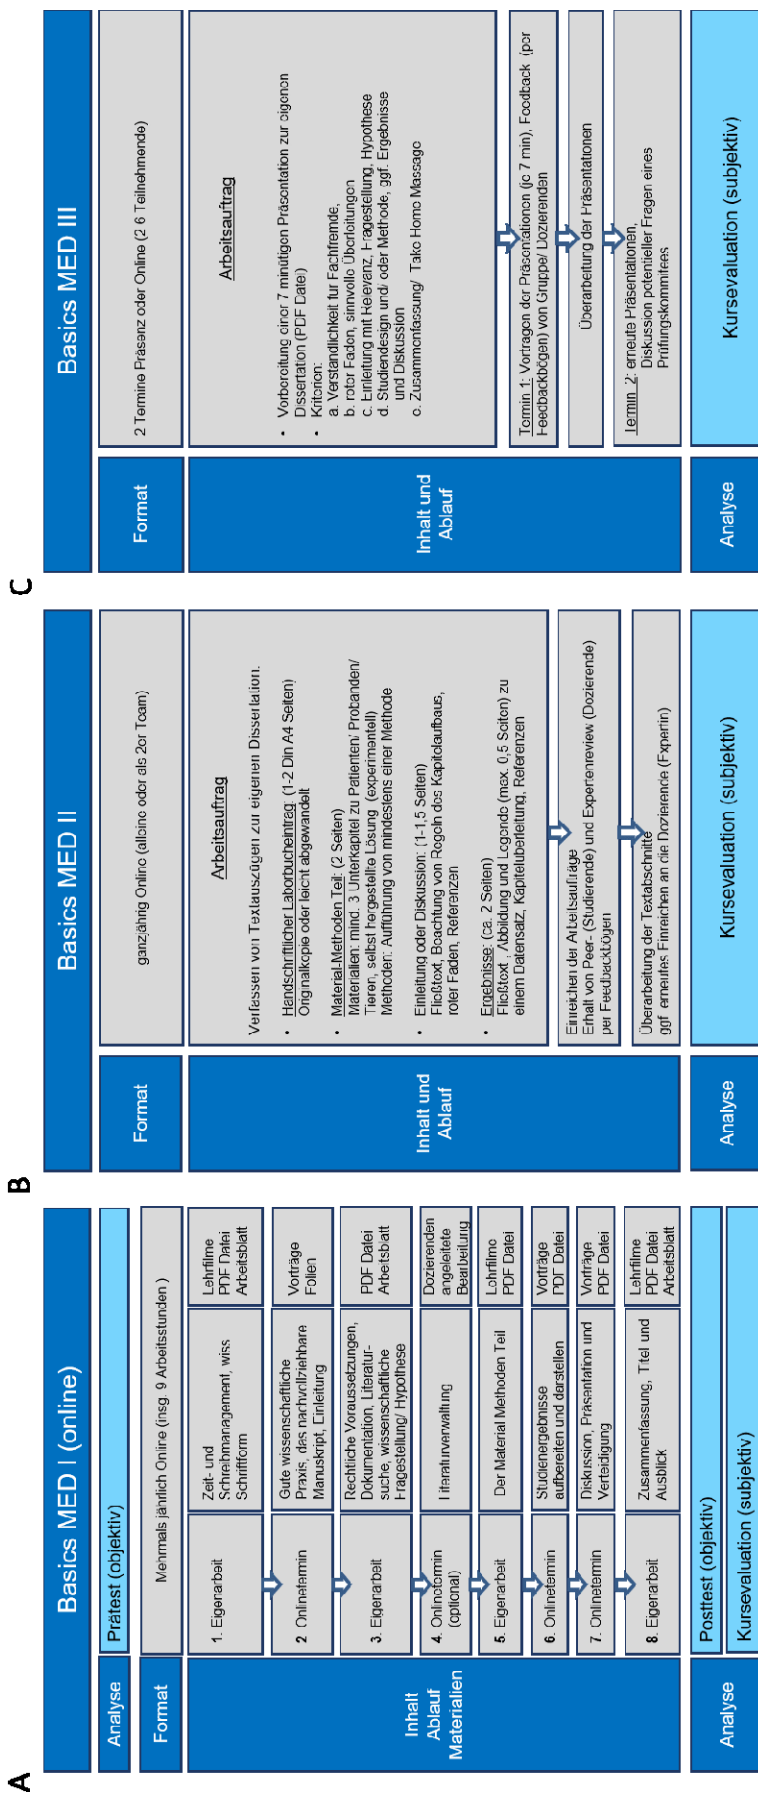 A
Basics MED I (online)
Analyse
Prätest (objektiv)
Format
Mehrmals jährlich Online (insg. 9 Arbeitsstunden )
Inhalt
Ablauf
Materialien
1. Eigenarbeit
Zeit- und
Schreibmanagement, wiss
Schriftform
Lehrfilme
PDF Datei
Arbeitsblatt
2 Onlinetermin
Gute wissenschaftliche
Praxis, das nachvollziehbare
Manuskript, Einleitung
Vorträge
Folien
3. Eigenarbeit
Rechtliche Voraussetzungen,
Dokumentation, Literatur-
suche, wissenschaftliche
Fragestellung/ Hypothese
PDF Datei
Arbeitsblatt
4. Onlinetermin
(optional)
Literaturverwaltung
Dozierenden
angeleitete
Bearbeitung
5. Eigenarbeit
Der Material Methoden Teil
Lehrfilme
PDF Datei
6. Onlinetermin
Studienergebnisse
aufbereiten und darstellen
Vorträge
PDF Datei
7. Onlinetermin
Diskussion, Präsentation und
Verteidigung
Vorträge
PDF Datei
8. Eigenarbeit
Zusammenfassung, Titel und
Ausblick
Lehrfilme
PDF Datei
Arbeitsblatt
Analyse
Posttest (objektiv)
Kursevaluation (subjektiv)
B
Basics MED II
Format
ganzjährig Online (alleine oder als 2er Team)
Inhalt und
Ablauf
Arbeitsauftrag
Verfassen von Textauszügen zur eigenen Dissertation.
• Handschriftlicher Laborbucheintrag: (1-2 Din A4 Seiten)
Originalkopie oder leicht abgewandelt
• Material-Methoden Teil: (2 Seiten)
Materialien: mind. 3 Unterkapitel zu Patienten/ Probanden/
Tieren, selbst hergestellte Lösung (experimentell)
Methoden: Aufführung von mindestens einer Methode
• Einleitung oder Diskussion: (1-1,5 Seiten)
Fließtext, Beachtung von Regeln des Kapitelaufbaus,
roter Faden, Referenzen
• Ergebnisse: (ca. 2 Seiten)
Fließtext , Abbildung und Legende (max. 0,5 Seiten) zu
einem Datensatz, Kapitelüberleitung, Referenzen
Einreichen der Arbeitsaufträge
Erhalt von Peer- (Studierende) und Expertenreview (Dozierende)
per Feedbackbögen
Überarbeitung der Textabschnitte
ggf. erneutes Einreichen an die Dozierende (Expertin)
Analyse
Kursevaluation (subjektiv)
C
Basics MED III
Format
2 Termine Präsenz oder Online (2 6 Teilnehmende)
Inhalt und
Ablauf
Arbeitsauftrag
• Vorbereitung einer 7 minütigen Präsentation zur eigenen
Dissertation (PDF Datei)
• Kriterien:
a. Verständlichkeit für Fachfremde,
b. roter Faden, sinnvolle Überleitungen
c. Einleitung mit Relevanz, Fragestellung, Hypothese
d. Studiendesign und/ oder Methode, ggf. Ergebnisse
und Diskussion
e. Zusammenfassung/ Take Home Massage
Termin 1: Vortragen der Präsentationen (je 7 min), Feedback (per
Feedbackbögen) von Gruppe/ Dozierenden
Überarbeitung der Präsentationen
Termin 2: erneute Präsentationen,
Diskussion potentieller Fragen eines
Prüfungskommitees
Analyse
Kursevaluation (subjektiv)